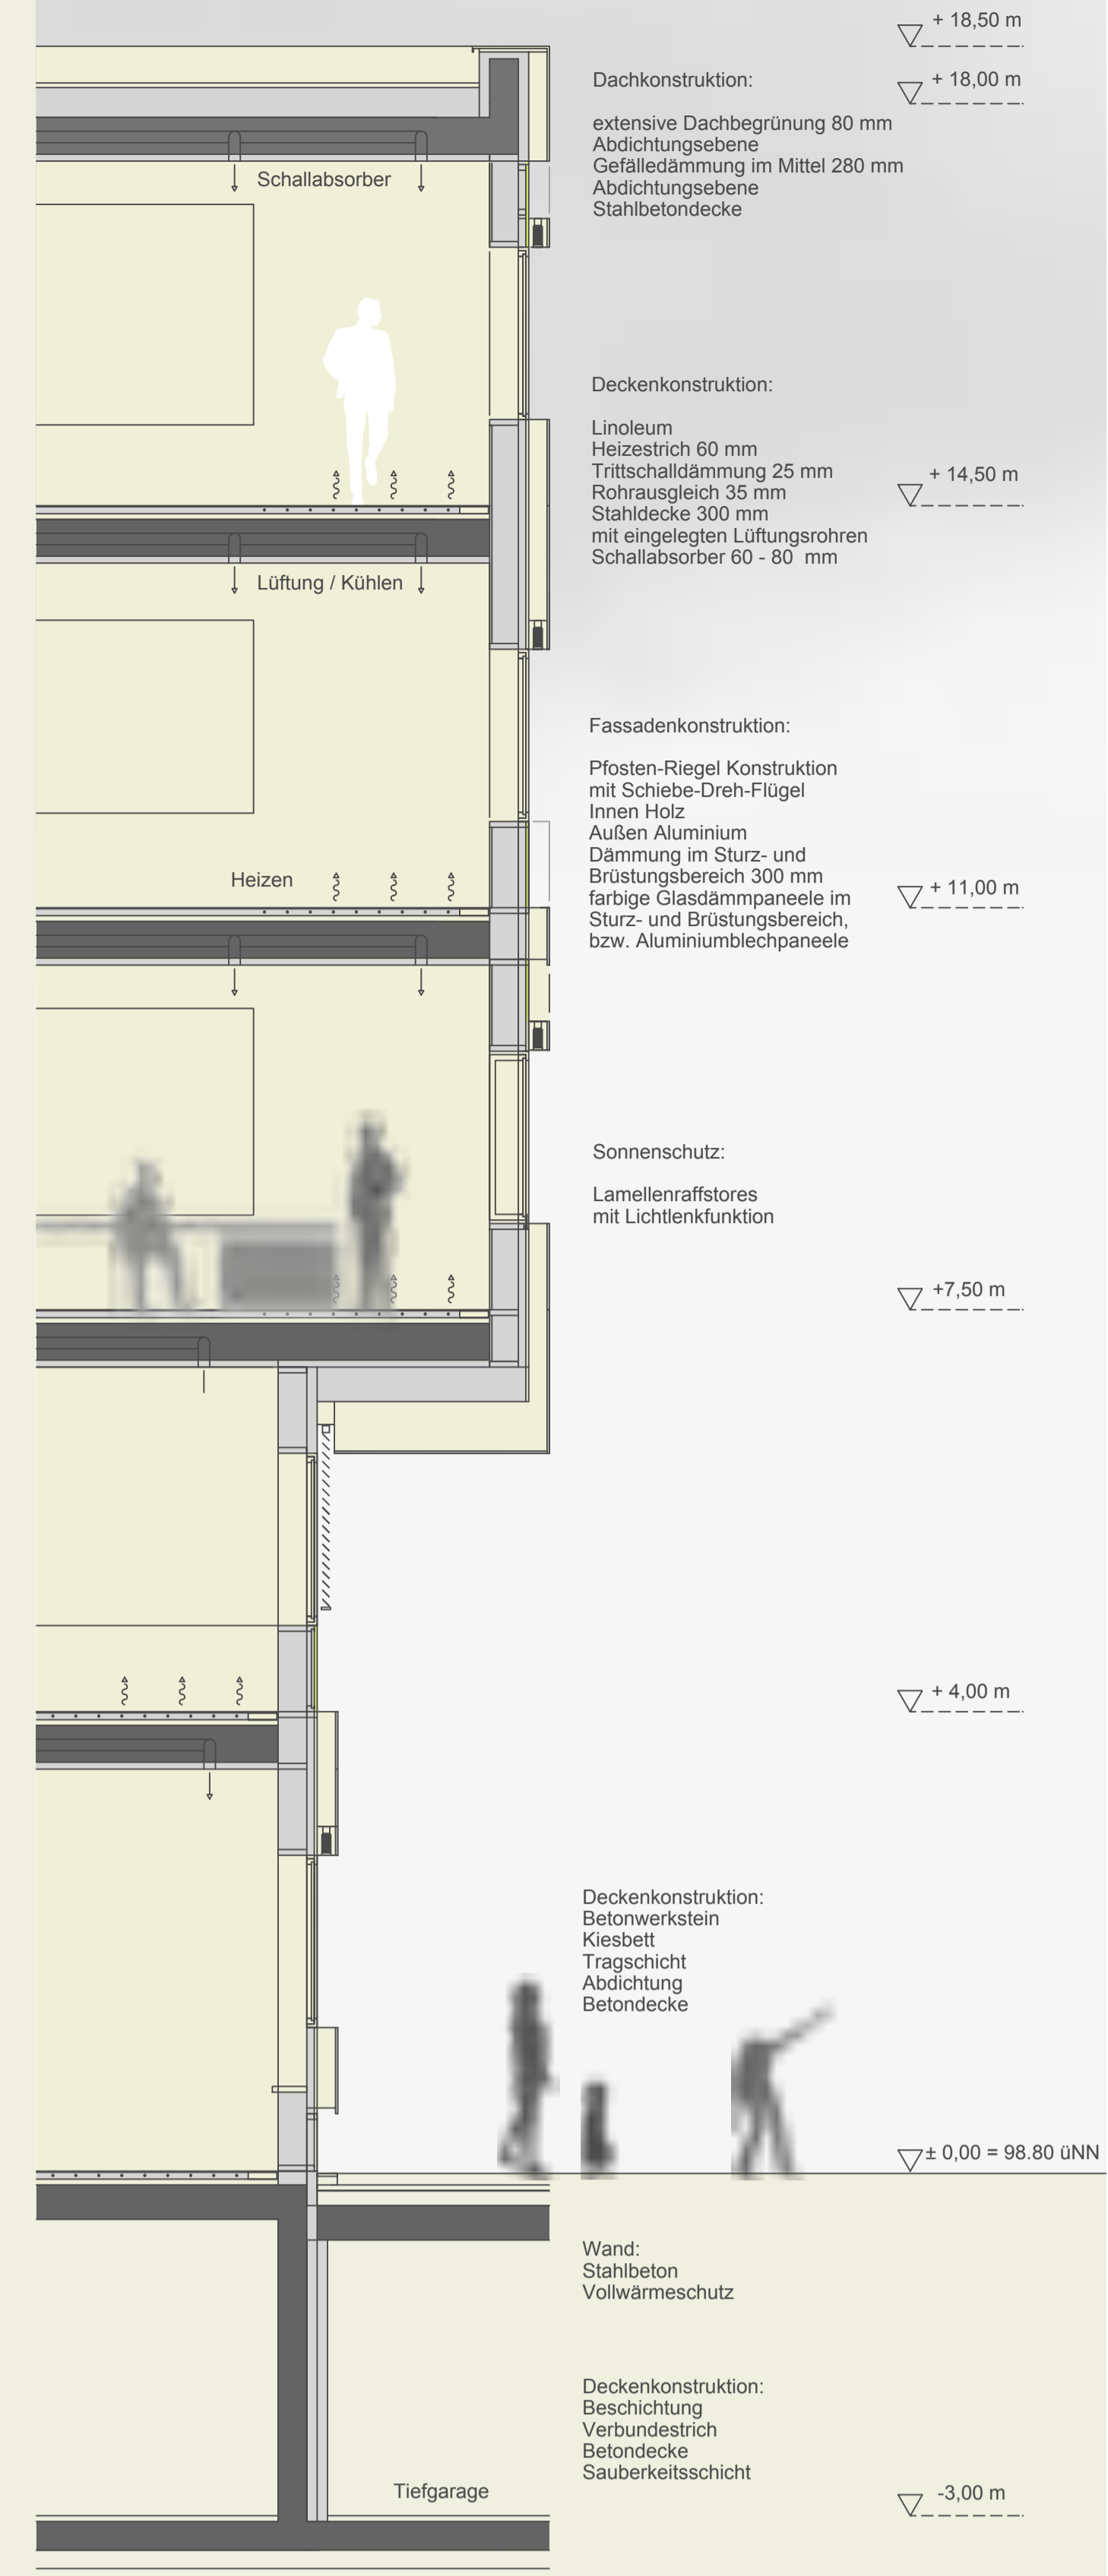 + 18,50 m
Dachkonstruktion:
+ 18,00 m
extensive Dachbegrünung 80 mm
Abdichtungsebene
Gefälledämmung im Mittel 280 mm
Abdichtungsebene
Stahlbetondecke
Schallabsorber
Deckenkonstruktion:
Linoleum
Heizestrich 60 mm
Trittschalldämmung 25 mm
Rohrausgleich 35 mm
Stahldecke 300 mm
mit eingelegten Lüftungsrohren
Schallabsorber 60 - 80 mm
+ 14,50 m
Lüftung / Kühlen
Fassadenkonstruktion:
Pfosten-Riegel Konstruktion
mit Schiebe-Dreh-Flügel
Innen Holz
Außen Aluminium
Dämmung im Sturz- und
Brüstungsbereich 300 mm
farbige Glasdämmpaneele im
Sturz- und Brüstungsbereich,
bzw. Aluminiumblechpaneele
Heizen
+ 11,00 m
Sonnenschutz:
Lamellenraffstores
mit Lichtlenkfunktion
+7,50 m
+ 4,00 m
Deckenkonstruktion:
Betonwerkstein
Kiesbett
Tragschicht
Abdichtung
Betondecke
± 0,00 = 98.80 üNN
Wand:
Stahlbeton
Vollwärmeschutz
Deckenkonstruktion:
Beschichtung
Verbundestrich
Betondecke
Sauberkeitsschicht
Tiefgarage
-3,00 m